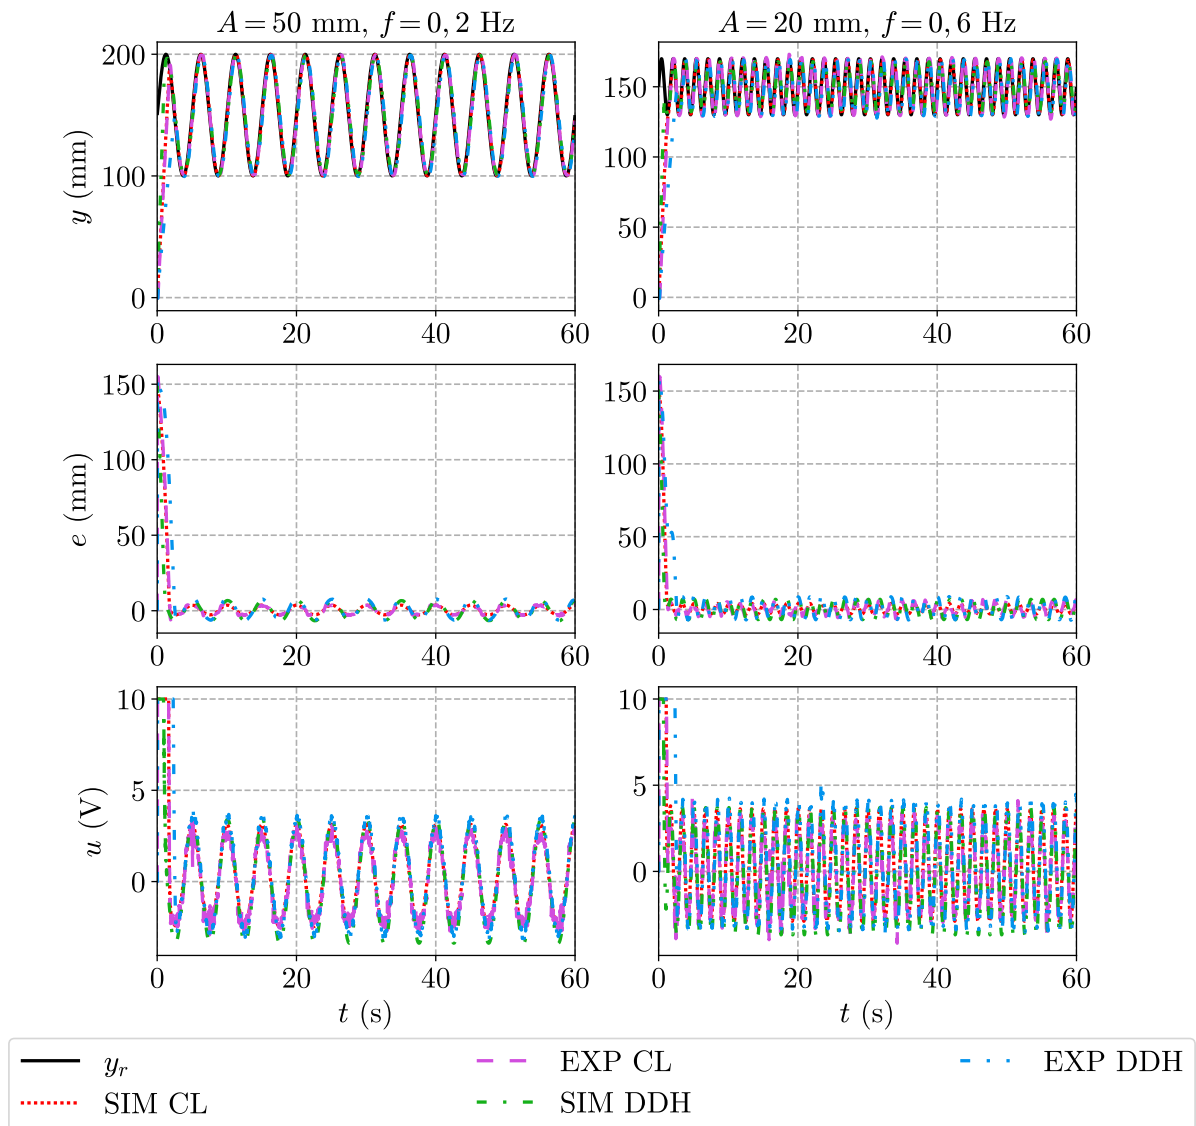 A = 50 mm, f = 0, 2 Hz
A = 20 mm, f = 0, 6 Hz
y (mm)
200
100
0
0 20 40 60
150
100
50
0
0 20 40 60
e (mm)
150
100
50
0
0 20 40 60
150
100
50
0
0 20 40 60
u (V)
10
5
0
0 20 40 60
t (s)
10
5
0
0 20 40 60
t (s)
y_r
EXP CL
EXP DDH
SIM CL
SIM DDH